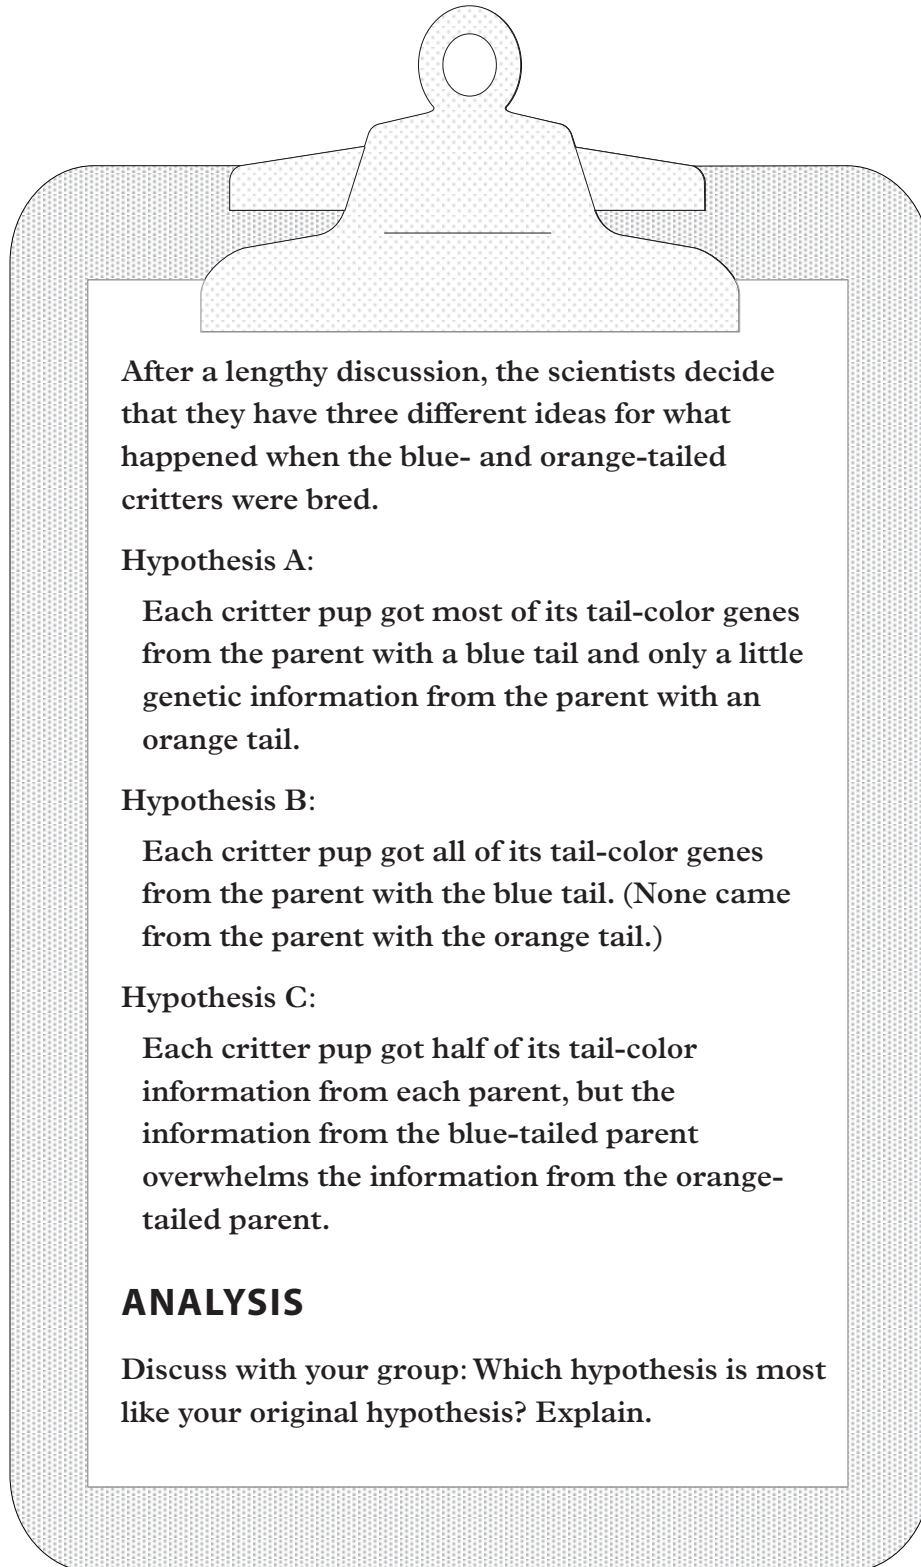 After a lengthy discussion, the scientists decide
that they have three different ideas for what
happened when the blue- and orange-tailed
critters were bred.
Hypothesis A:
Each critter pup got most of its tail-color genes
from the parent with a blue tail and only a little
genetic information from the parent with an
orange tail.
Hypothesis B:
Each critter pup got all of its tail-color genes
from the parent with the blue tail. (None came
from the parent with the orange tail.)
Hypothesis C:
Each critter pup got half of its tail-color
information from each parent, but the
information from the blue-tailed parent
overwhelms the information from the orange-
tailed parent.
ANALYSIS
Discuss with your group: Which hypothesis is most
like your original hypothesis? Explain.